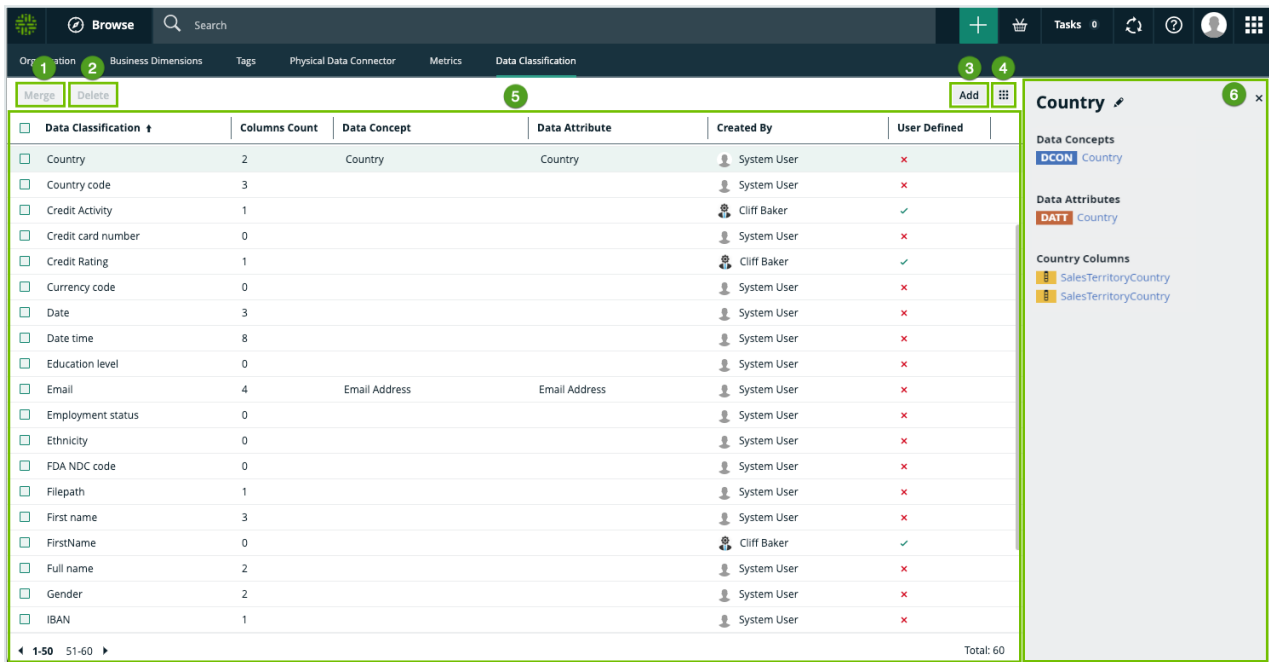 Browse Search Tasks 0
Organization Business Dimensions Tags Physical Data Connector Metrics Data Classification
1 2 3 4
Merge Delete 5 Add 6
Data Classification Columns Count Data Concept Data Attribute Created By User Defined
Country 2 Country Country System User
Country code 3 System User
Credit Activity 1 Cliff Baker
Credit card number 0 System User
Credit Rating 1 Cliff Baker
Currency code 0 System User
Date 3 System User
Date time 8 System User
Education level 0 System User
Email 4 Email Address Email Address System User
Employment status 0 System User
Ethnicity 0 System User
FDA NDC code 0 System User
Filepath 1 System User
First name 3 System User
FirstName 0 Cliff Baker
Full name 2 System User
Gender 2 System User
IBAN 1 System User
1-50 51-60 Total: 60
Country
Data Concepts
DCON Country
Data Attributes
DATT Country
Country Columns
SalesTerritoryCountry
SalesTerritoryCountry